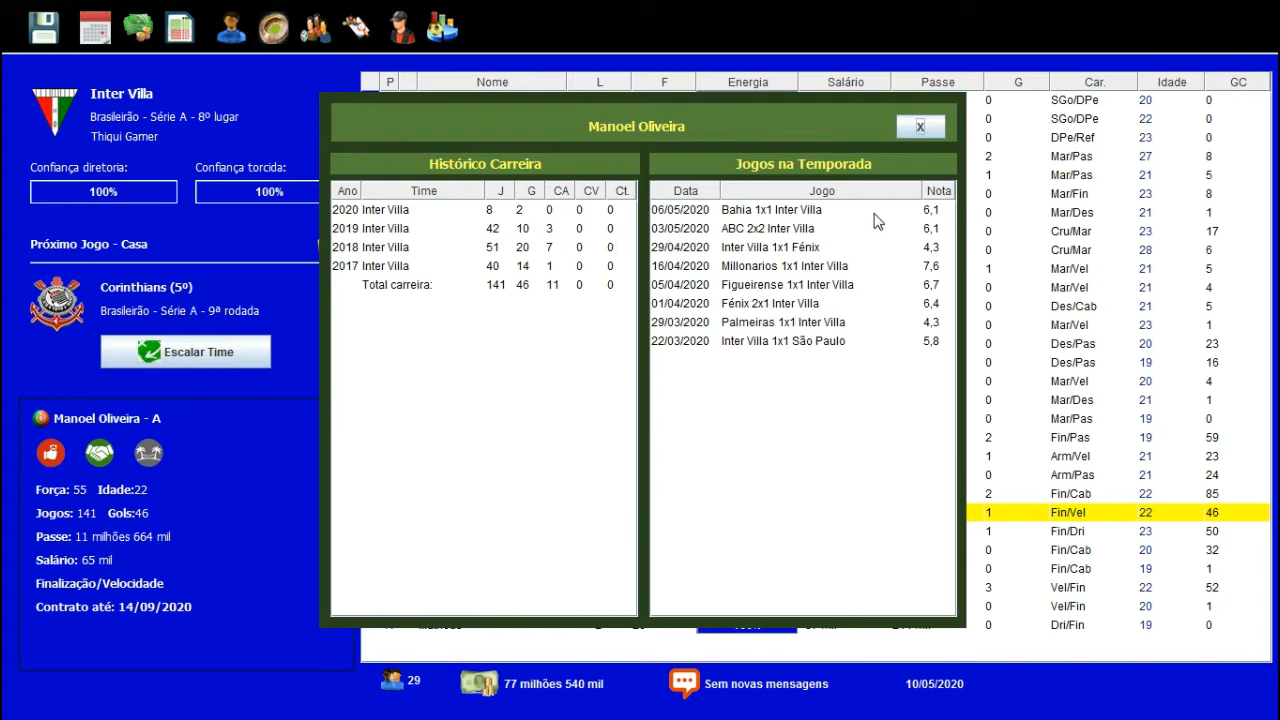 P Nome L F Energia Salário Passe G Car. Idade GC
Inter Villa
Brasileirão - Série A - 8º lugar
Thiqui Gamer
Confiança diretoria: Confiança torcida:
100% 100%
Próximo Jogo - Casa
Corinthians (5º)
Brasileirão - Série A - 9ª rodada
Escalar Time
Manoel Oliveira - A
Força: 55 Idade:22
Jogos: 141 Gols:46
Passe: 11 milhões 664 mil
Salário: 65 mil
Finalização/Velocidade
Contrato até: 14/09/2020
Manoel Oliveira
X
Histórico Carreira
Ano Time J G CA CV Ct.
2020 Inter Villa 8 2 0 0 0
2019 Inter Villa 42 10 3 0 0
2018 Inter Villa 51 20 7 0 0
2017 Inter Villa 40 14 1 0 0
Total carreira: 141 46 11 0 0
Jogos na Temporada
Data Jogo Nota
06/05/2020 Bahia 1x1 Inter Villa 6,1
03/05/2020 ABC 2x2 Inter Villa 6,1
29/04/2020 Inter Villa 1x1 Fénix 4,3
16/04/2020 Millonarios 1x1 Inter Villa 7,6
05/04/2020 Figueirense 1x1 Inter Villa 6,7
01/04/2020 Fénix 2x1 Inter Villa 6,4
29/03/2020 Palmeiras 1x1 Inter Villa 4,3
22/03/2020 Inter Villa 1x1 São Paulo 5,8
0 SGo/DPe 20 0
0 SGo/DPe 22 0
0 DPe/Ref 23 0
2 Mar/Pas 27 8
1 Mar/Pas 21 5
0 Mar/Fin 23 8
0 Mar/Des 21 1
0 Cru/Mar 23 17
0 Cru/Mar 28 6
1 Mar/Vel 21 5
0 Mar/Vel 21 4
0 Des/Cab 21 5
0 Mar/Vel 23 1
0 Des/Pas 20 23
0 Des/Pas 19 16
0 Mar/Vel 20 4
0 Mar/Des 21 1
0 Mar/Pas 19 0
2 Fin/Pas 19 59
1 Arm/Vel 21 23
0 Arm/Pas 21 24
2 Fin/Cab 22 85
1 Fin/Vel 22 46
1 Fin/Dri 23 50
0 Fin/Cab 20 32
0 Fin/Cab 19 1
3 Vel/Fin 22 52
0 Vel/Fin 20 1
0 Dri/Fin 19 0
29 77 milhões 540 mil Sem novas mensagens 10/05/2020